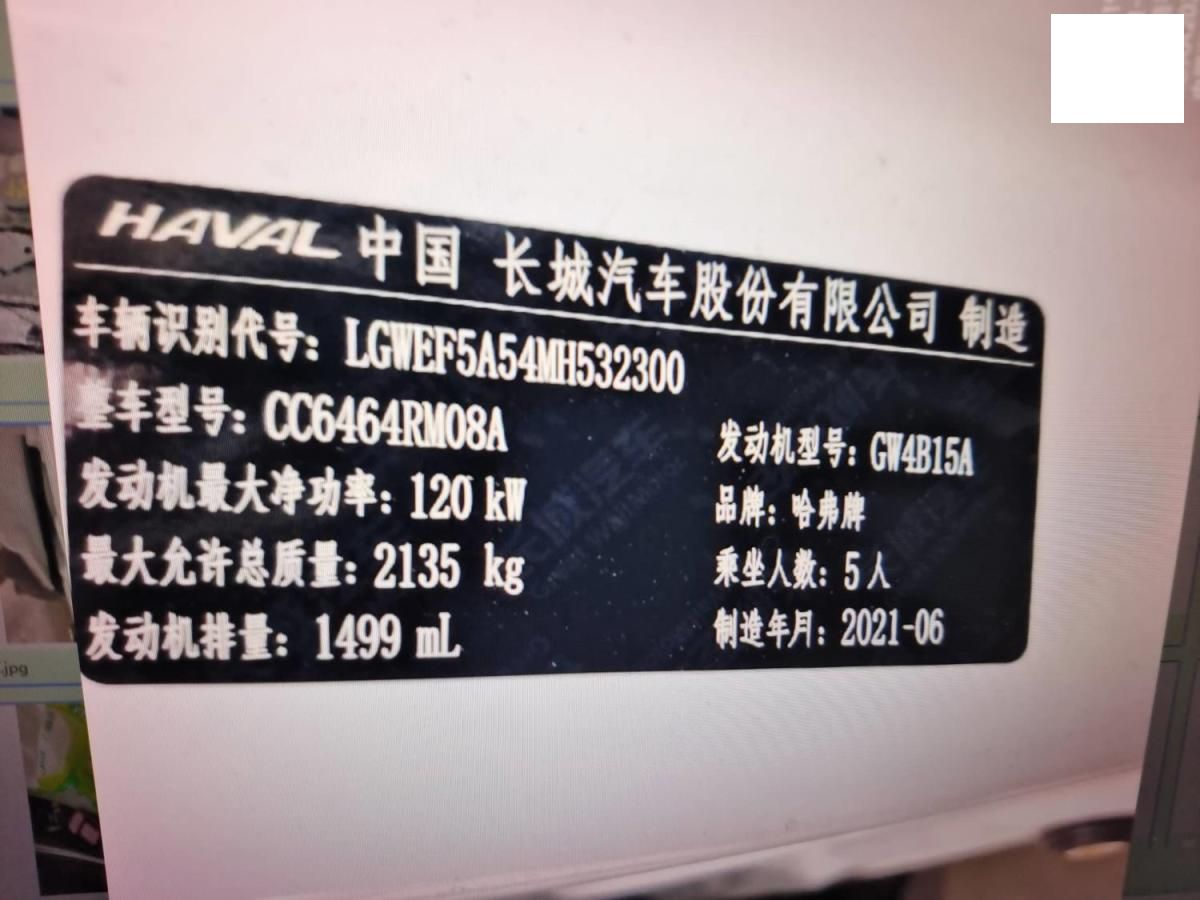 HAVAL 中国 长城汽车股份有限公司 制造
车辆识别代号：LGWEF5A54MH532300
整车型号：CC6464RM08A
发动机型号：GW4B15A
发动机最大净功率：120 kW
品牌：哈弗牌
最大允许总质量：2135 kg
乘坐人数：5人
发动机排量：1499 mL
制造年月：2021-06
.jpg